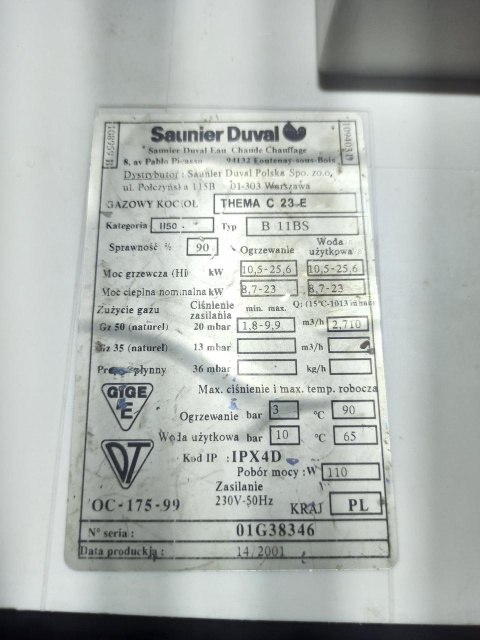 Saunier Duval
Saunier Duval Eau Chaude Chauffage
8, av Pablo Picasso 94132 Fontenay-sous-Bois
Dystrybutor : Saunier Duval Polska Spo. zo.o,
ul. Połczyńska 115B 01-303 Warszawa
GAZOWY KOCIOŁ THEMA C 23 E
Kategoria II50 Typ B 11BS
Sprawność % 90 Ogrzewanie Woda użytkowa
Moc grzewcza (Hi) kW 10,5-25,6 10,5-25,6
Moc cieplna nominalna kW 8,7-23 8,7-23
Zużycie gazu Ciśnienie zasilania min. max. Q: (15°C-1013 mbar)
Gz 50 (naturel) 20 mbar 1,8-9,9 m3/h 2,710
Gz 35 (naturel) 13 mbar m3/h
płynny 36 mbar kg/h
GIGE E
Max. ciśnienie i max. temp. robocza
Ogrzewanie bar 3 °C 90
Woda użytkowa bar 10 °C 65
DT
Kod IP : IPX4D
Pobór mocy : W 110
Zasilanie
OC-175-99 230V-50Hz KRAJ PL
N° seria : 01G38346
Data produkcji : 14/2001